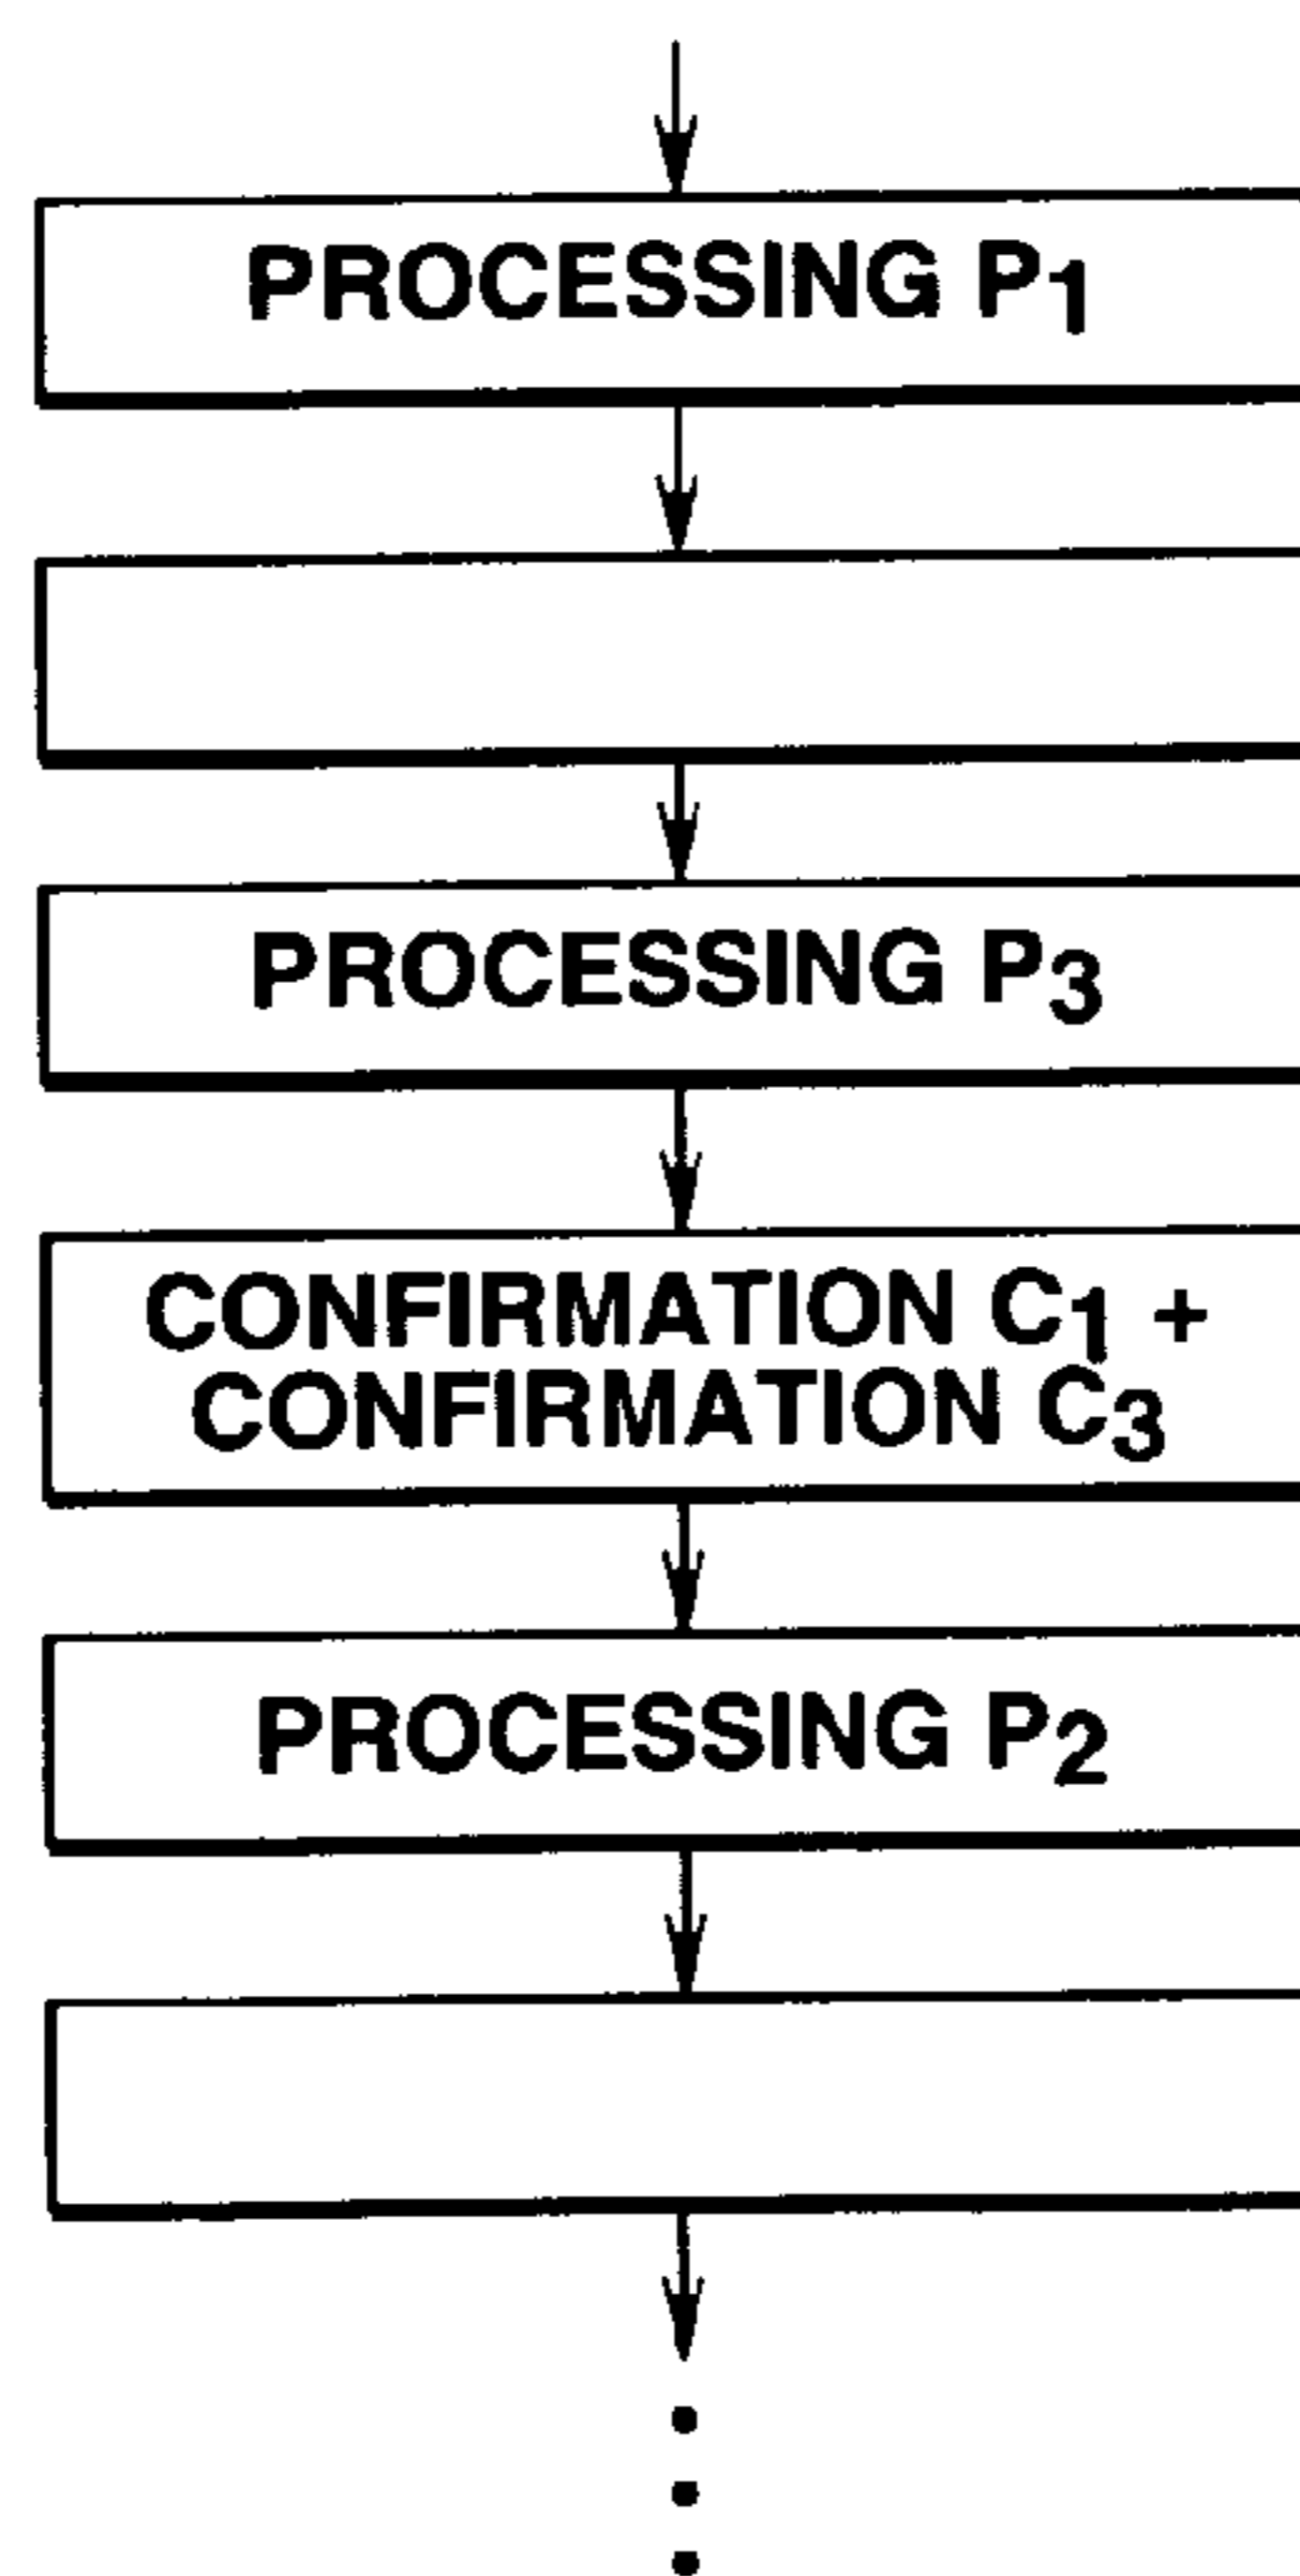 PROCESSING P1
PROCESSING P3
CONFIRMATION C1 +
CONFIRMATION C3
PROCESSING P2